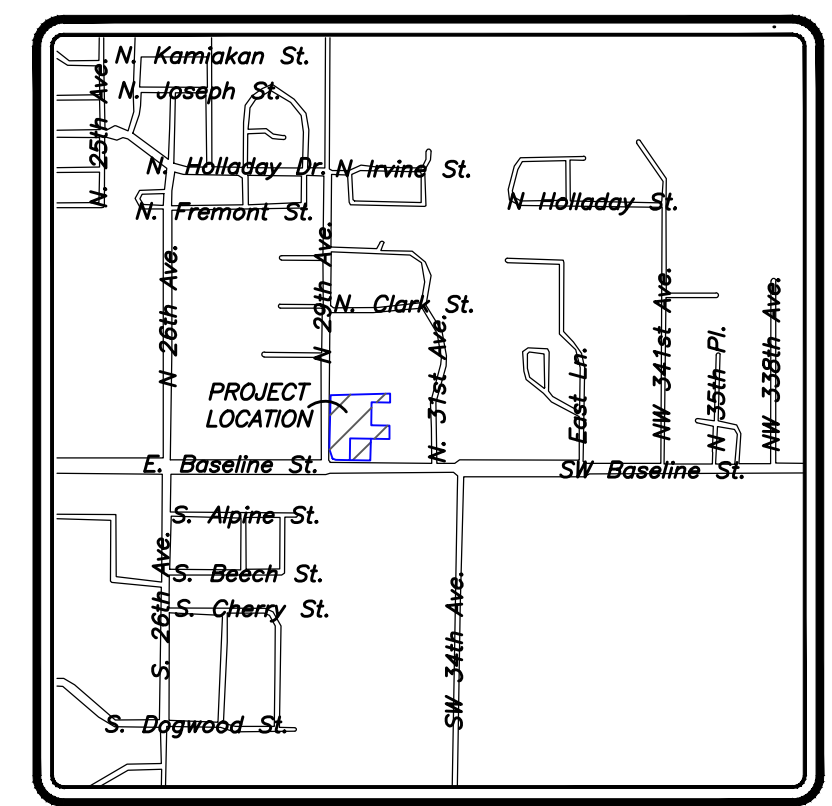 N. Kamiakan St.
N. Joseph St.
N. 25th Ave.
N. Holladay Dr.
N Irvine St.
N Holladay St.
N. Fremont St.
N 26th Ave.
N 29th Ave.
N. Clark St.
N. 31st Ave.
East Ln.
NW 341st Ave.
N 35th Pl.
NW 338th Ave.
PROJECT
LOCATION
E. Baseline St.
SW Baseline St.
S. Alpine St.
S. 26th Ave.
S. Beech St.
S. Cherry St.
SW 34th Ave.
S. Dogwood St.